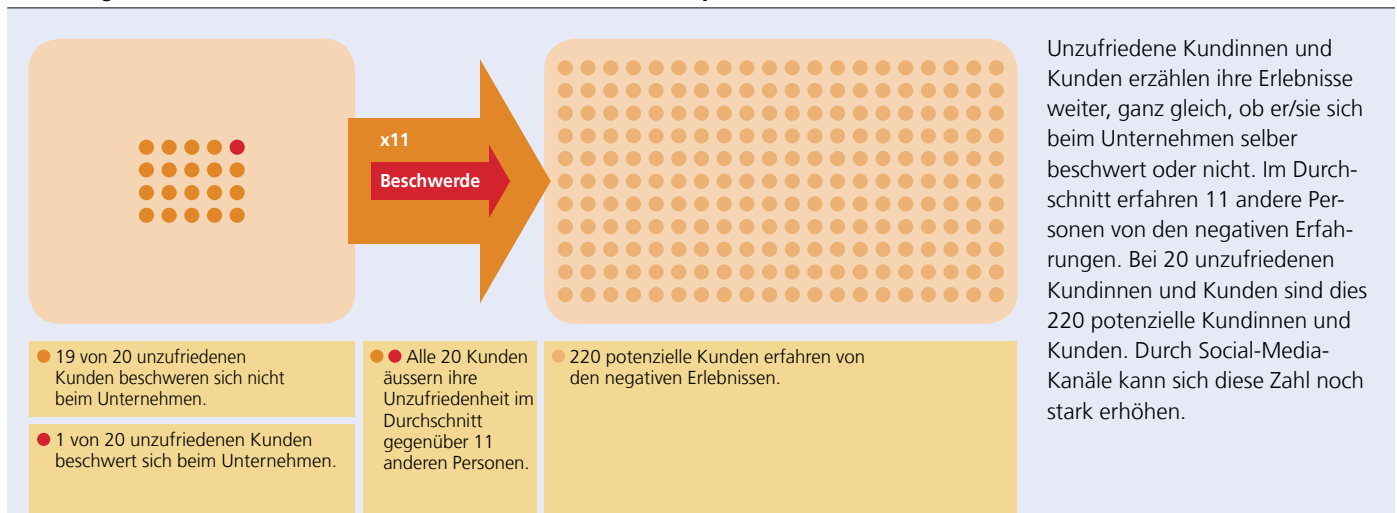 x11
Beschwerde
19 von 20 unzufriedenen
Kunden beschweren sich nicht
beim Unternehmen.
1 von 20 unzufriedenen Kunden
beschwert sich beim Unternehmen.
Alle 20 Kunden
äussern ihre
Unzufriedenheit im
Durchschnitt
gegenüber 11
anderen Personen.
220 potenzielle Kunden erfahren von
den negativen Erlebnissen.
Unzufriedene Kundinnen und
Kunden erzählen ihre Erlebnisse
weiter, ganz gleich, ob er/sie sich
beim Unternehmen selber
beschwert oder nicht. Im Durch-
schnitt erfahren 11 andere Per-
sonen von den negativen Erfah-
rungen. Bei 20 unzufriedenen
Kundinnen und Kunden sind dies
220 potenzielle Kundinnen und
Kunden. Durch Social-Media-
Kanäle kann sich diese Zahl noch
stark erhöhen.